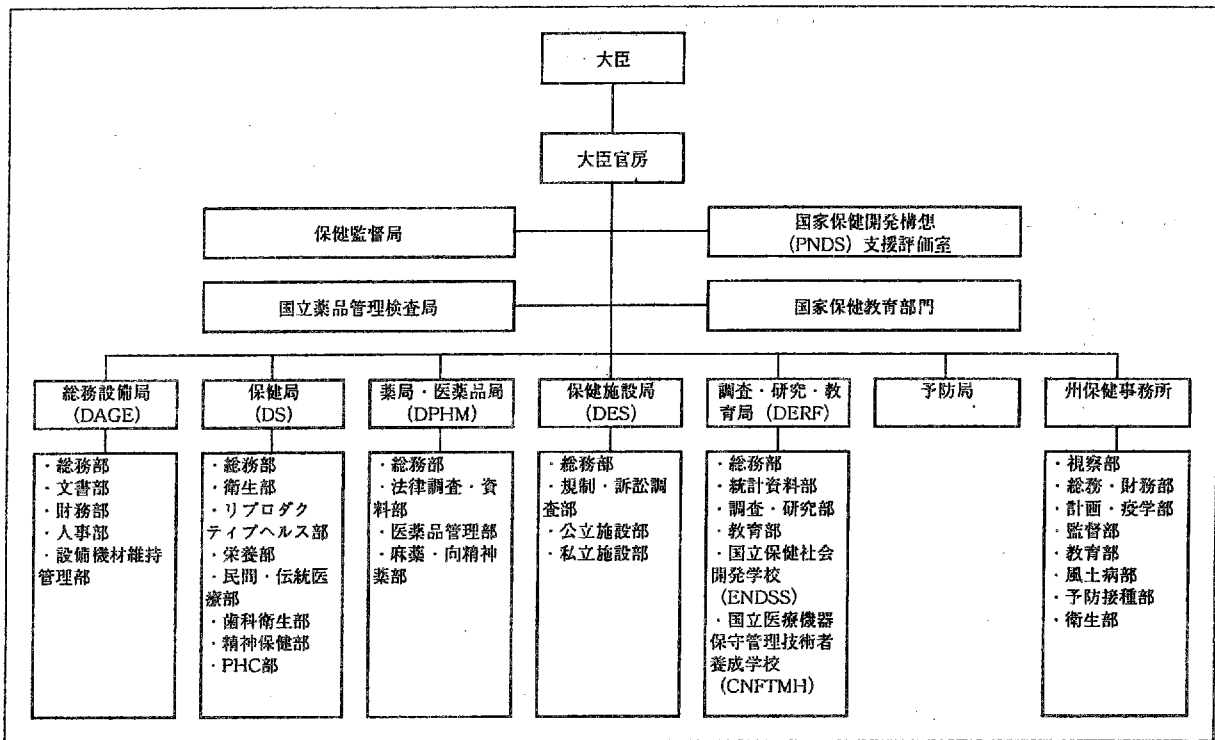 大臣
大臣官房
保健監督局
国家保健開発構想
(PNDS) 支援評価室
国立薬品管理検査局
国家保健教育部門
総務設備局
(DAGE)
保健局
(DS)
薬局・医薬品局
(DPHM)
保健施設局
(DES)
調査・研究・教
育局 (DERF)
予防局
州保健事務所
・総務部
・文書部
・財務部
・人事部
・設備機材維持
管理部
・総務部
・衛生部
・リプロダク
ティブヘルス部
・栄養部
・民間・伝統医
療部
・歯科衛生部
・精神保健部
・PHC部
・総務部
・法律調査・資
料部
・医薬品管理部
・麻薬・向精神
薬部
・総務部
・規制・訴訟調
査部
・公立施設部
・私立施設部
・総務部
・統計資料部
・調査・研究部
・教育部
・国立保健社会
開発学校
(ENDSS)
・国立医療機器
保守管理技術者
養成学校
(CNFTMH)
・視察部
・総務・財務部
・計画・疫学部
・監督部
・教育部
・風土病部
・予防接種部
・衛生部